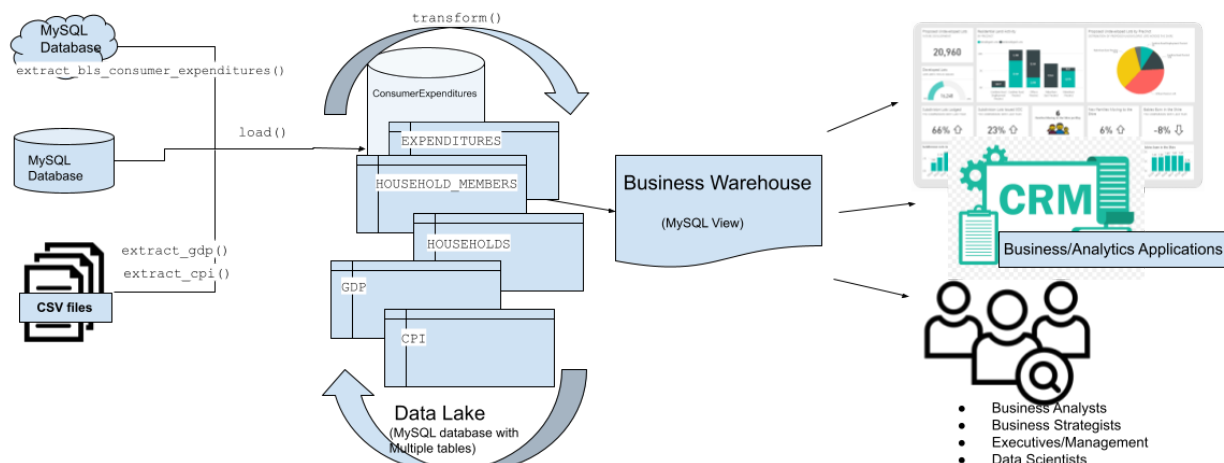 MySQL
Database
extract_bls_consumer_expenditures()
MySQL
Database
extract_gdp()
extract_cpi()
CSV files
load()
transform()
ConsumerExpenditures
EXPENDITURES
HOUSEHOLD_MEMBERS
HOUSEHOLDS
GDP
CPI
Data Lake
(MySQL database with
Multiple tables)
Business Warehouse
(MySQL View)
20,960
66%
23%
6
6%
-8%
CRM
Business/Analytics Applications
● Business Analysts
● Business Strategists
● Executives/Management
● Data Scientists